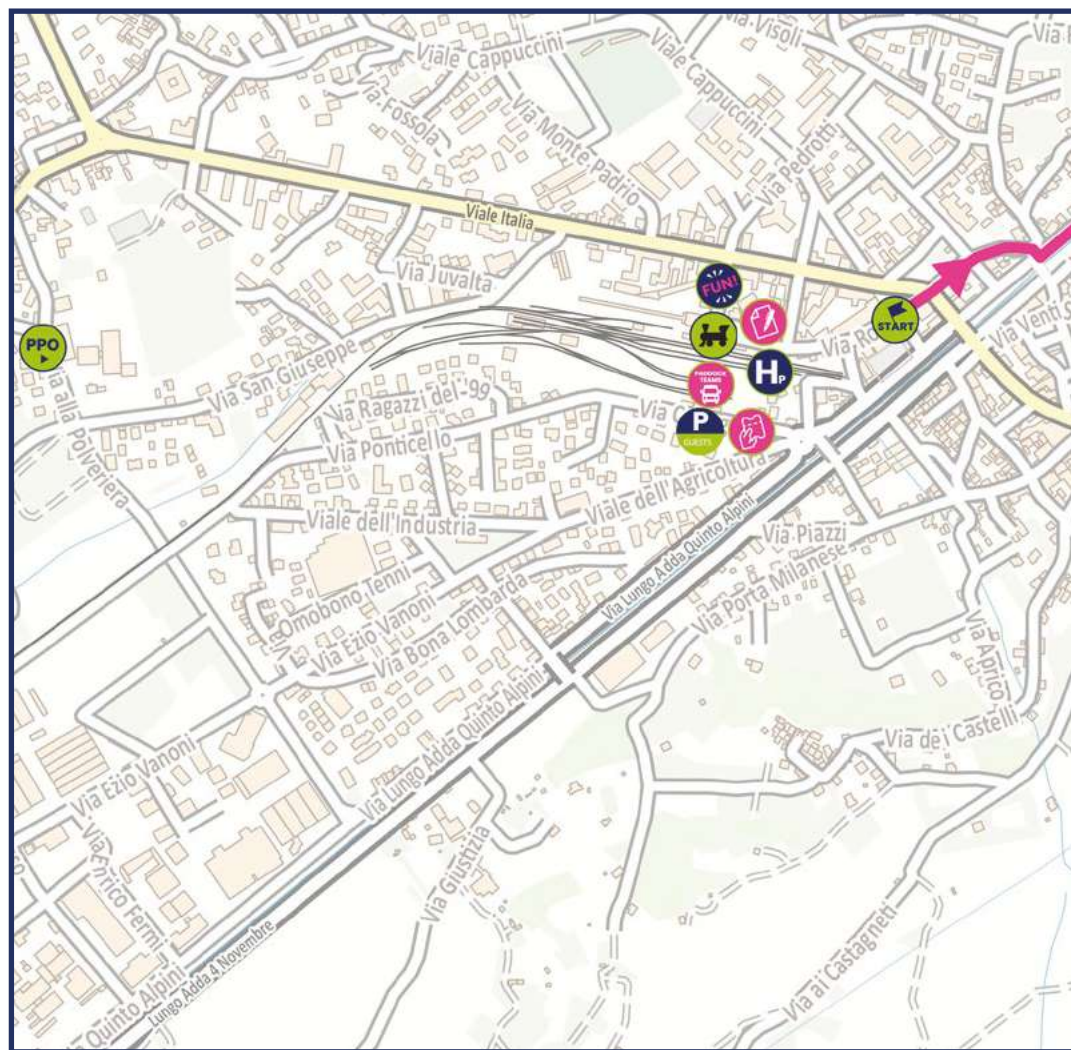 Via Visoli
Viale Cappuccini
Viale Cappuccini
Via Fossola
Via Monte Padrio
Via Pedrotti
Viale Italia
Via Juvalta
FUN!
START
PPO
Via San Giuseppe
Via alla Polveriera
PADDOCK
TEAMS
H P
P
GUESTS
Via Ponticello
Viale dell'Agricoltura
Viale dell'Industria
Via Lungo Adda Quinto Alpini
Via Piazzi
Via Porta Milanese
Via Omobono Tenni
Via Ezio Vanoni
Via Bona Lombarda
Via Aprica
Via dei Castelli
Via Lungo Adda Quinto Alpini
Via Ezio Vanoni
Via Enrico Fermi
Via Giustizia
Lungo Adda 4 Novembre
Quinto Alpini
Via ai Castagneti